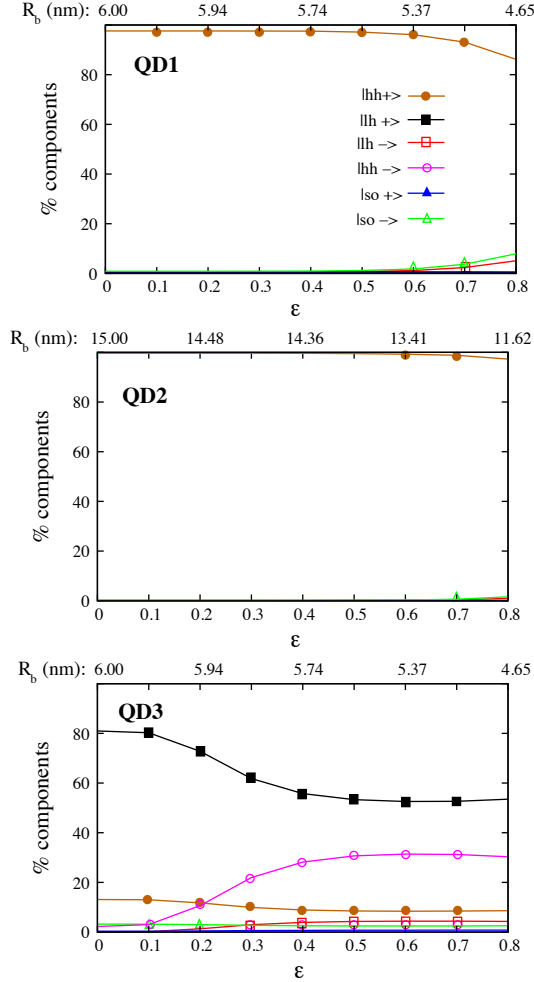 R_b (nm): 6.00 5.94 5.74 5.37 4.65
QD1
% components
80
60
40
20
0
|hh+>
|lh +>
|lh −>
|hh −>
|so +>
|so −>
0 0.1 0.2 0.3 0.4 0.5 0.6 0.7 0.8
ε
R_b (nm): 15.00 14.48 14.36 13.41 11.62
QD2
% components
80
60
40
20
0
0 0.1 0.2 0.3 0.4 0.5 0.6 0.7 0.8
ε
R_b (nm): 6.00 5.94 5.74 5.37 4.65
QD3
% components
80
60
40
20
0
0 0.1 0.2 0.3 0.4 0.5 0.6 0.7 0.8
ε